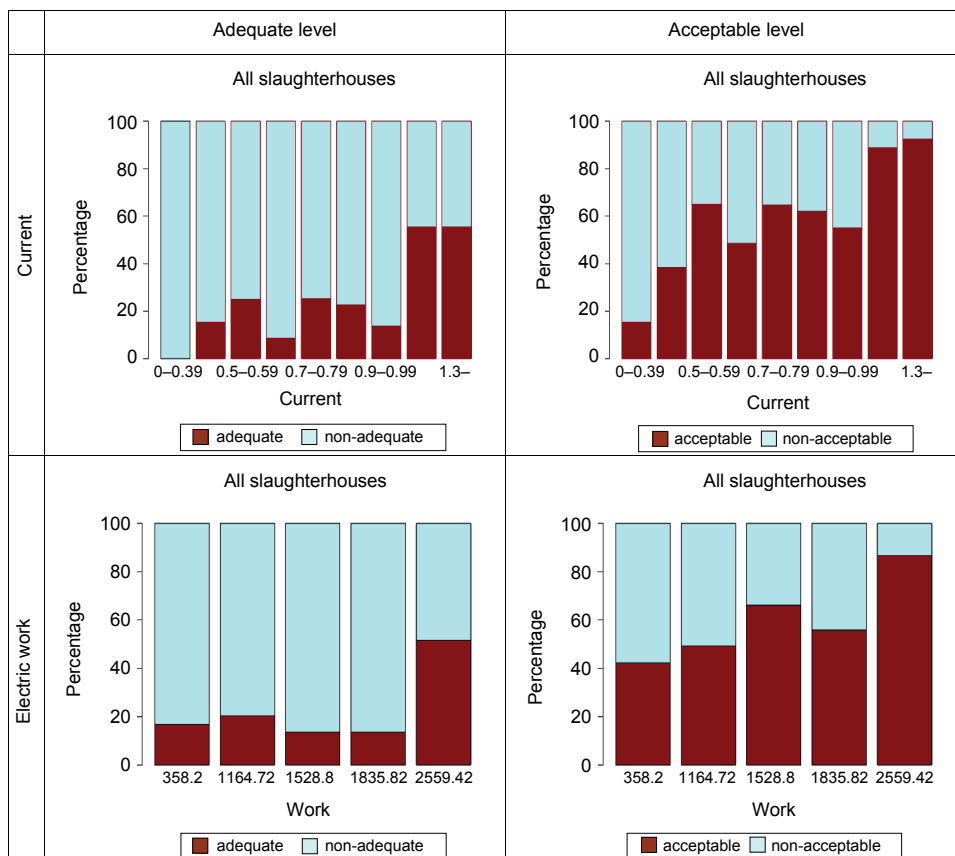 Adequate level
Acceptable level
Current
All slaughterhouses
Percentage
100
80
60
40
20
0
0–0.39 0.5–0.59 0.7–0.79 0.9–0.99 1.3–
Current
adequate non-adequate
All slaughterhouses
Percentage
100
80
60
40
20
0
0–0.39 0.5–0.59 0.7–0.79 0.9–0.99 1.3–
Current
acceptable non-acceptable
Electric work
All slaughterhouses
Percentage
100
80
60
40
20
0
358.2 1164.72 1528.8 1835.82 2559.42
Work
adequate non-adequate
All slaughterhouses
Percentage
100
80
60
40
20
0
358.2 1164.72 1528.8 1835.82 2559.42
Work
acceptable non-acceptable